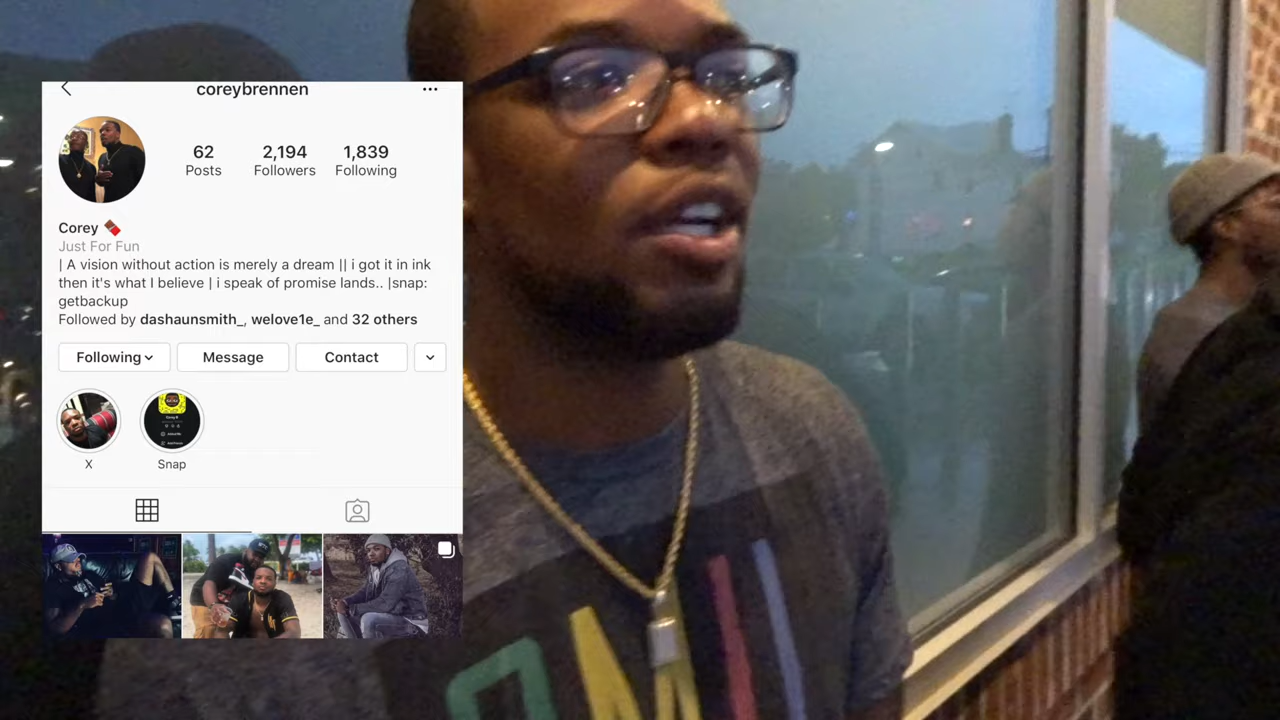 coreybrennen
62
2,194
1,839
Posts
Followers
Following
Corey
Just For Fun
| A vision without action is merely a dream || i got it in ink
then it's what I believe | i speak of promise lands.. |snap:
getbackup
Followed by dashaunsmith_, welove1e_ and 32 others
Following
Message
Contact
X
Snap